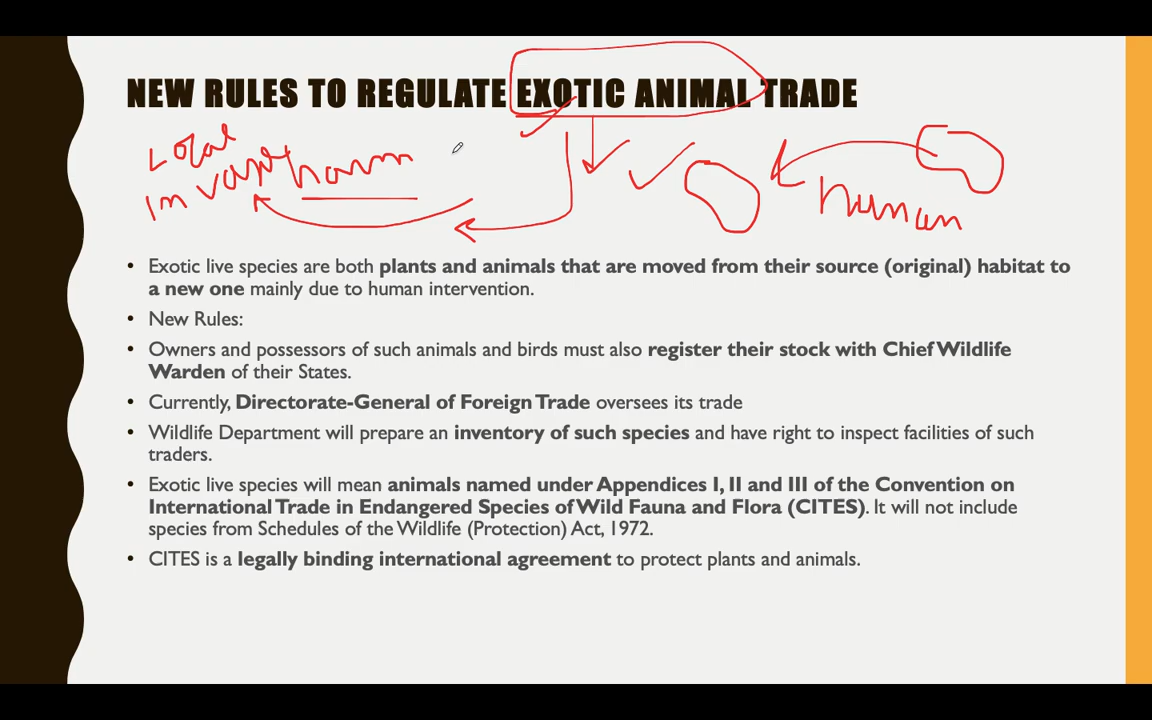 NEW RULES TO REGULATE EXOTIC ANIMAL TRADE
Local
harm
human
• Exotic live species are both plants and animals that are moved from their source (original) habitat to
a new one mainly due to human intervention.
• New Rules:
• Owners and possessors of such animals and birds must also register their stock with Chief Wildlife
Warden of their States.
• Currently, Directorate-General of Foreign Trade oversees its trade
• Wildlife Department will prepare an inventory of such species and have right to inspect facilities of such
traders.
• Exotic live species will mean animals named under Appendices I, II and III of the Convention on
International Trade in Endangered Species of Wild Fauna and Flora (CITES). It will not include
species from Schedules of the Wildlife (Protection) Act, 1972.
• CITES is a legally binding international agreement to protect plants and animals.